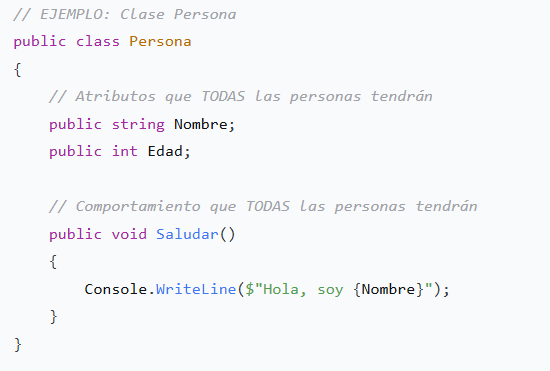 // EJEMPLO: Clase Persona
public class Persona
{
    // Atributos que TODAS las personas tendrán
    public string Nombre;
    public int Edad;

    // Comportamiento que TODAS las personas tendrán
    public void Saludar()
    {
        Console.WriteLine($"Hola, soy {Nombre}");
    }
}